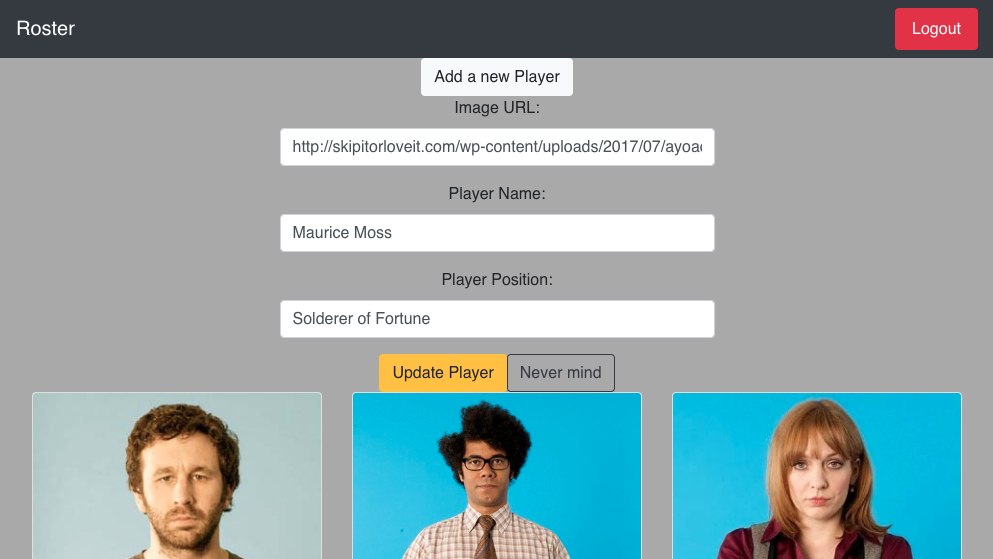 Roster
Logout
Add a new Player
Image URL:
http://skipitorloveit.com/wp-content/uploads/2017/07/ayoa
Player Name:
Maurice Moss
Player Position:
Solderer of Fortune
Update Player
Never mind